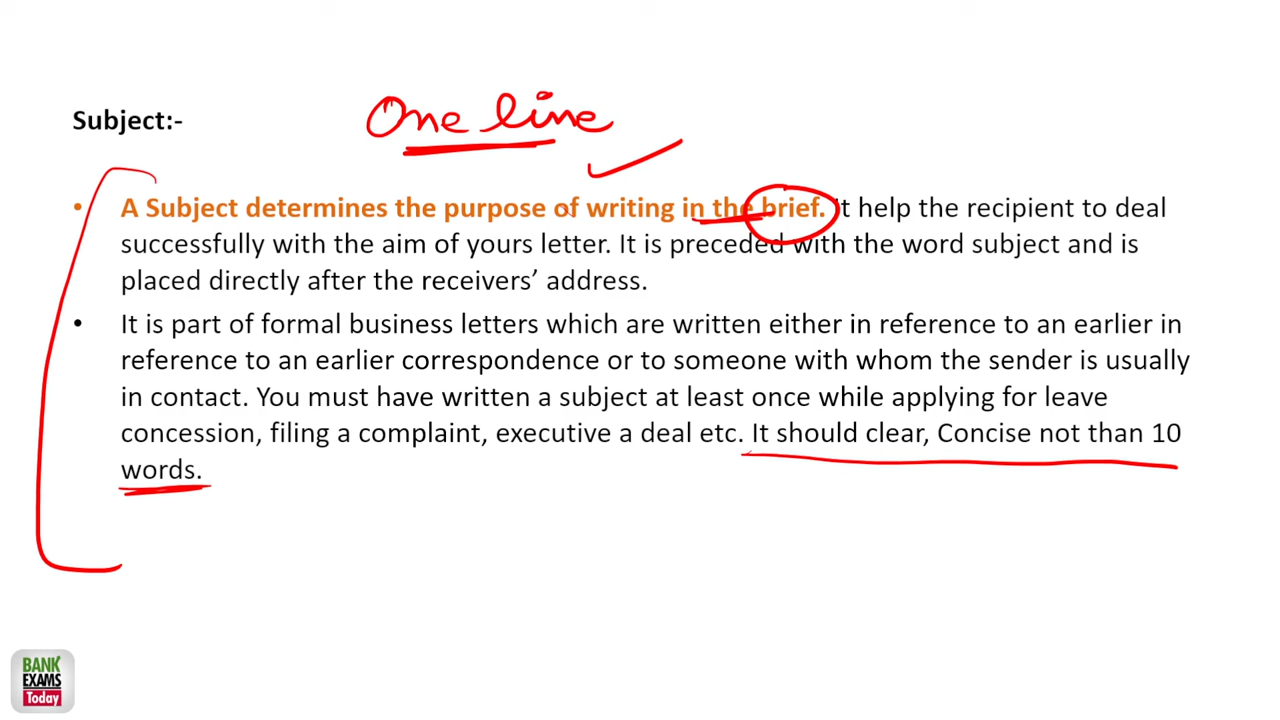 Subject:-
One line
• A Subject determines the purpose of writing in the brief. It help the recipient to deal
successfully with the aim of yours letter. It is preceded with the word subject and is
placed directly after the receivers’ address.
• It is part of formal business letters which are written either in reference to an earlier in
reference to an earlier correspondence or to someone with whom the sender is usually
in contact. You must have written a subject at least once while applying for leave
concession, filing a complaint, executive a deal etc. It should clear, Concise not than 10
words.
BANK
EXAMS
Today